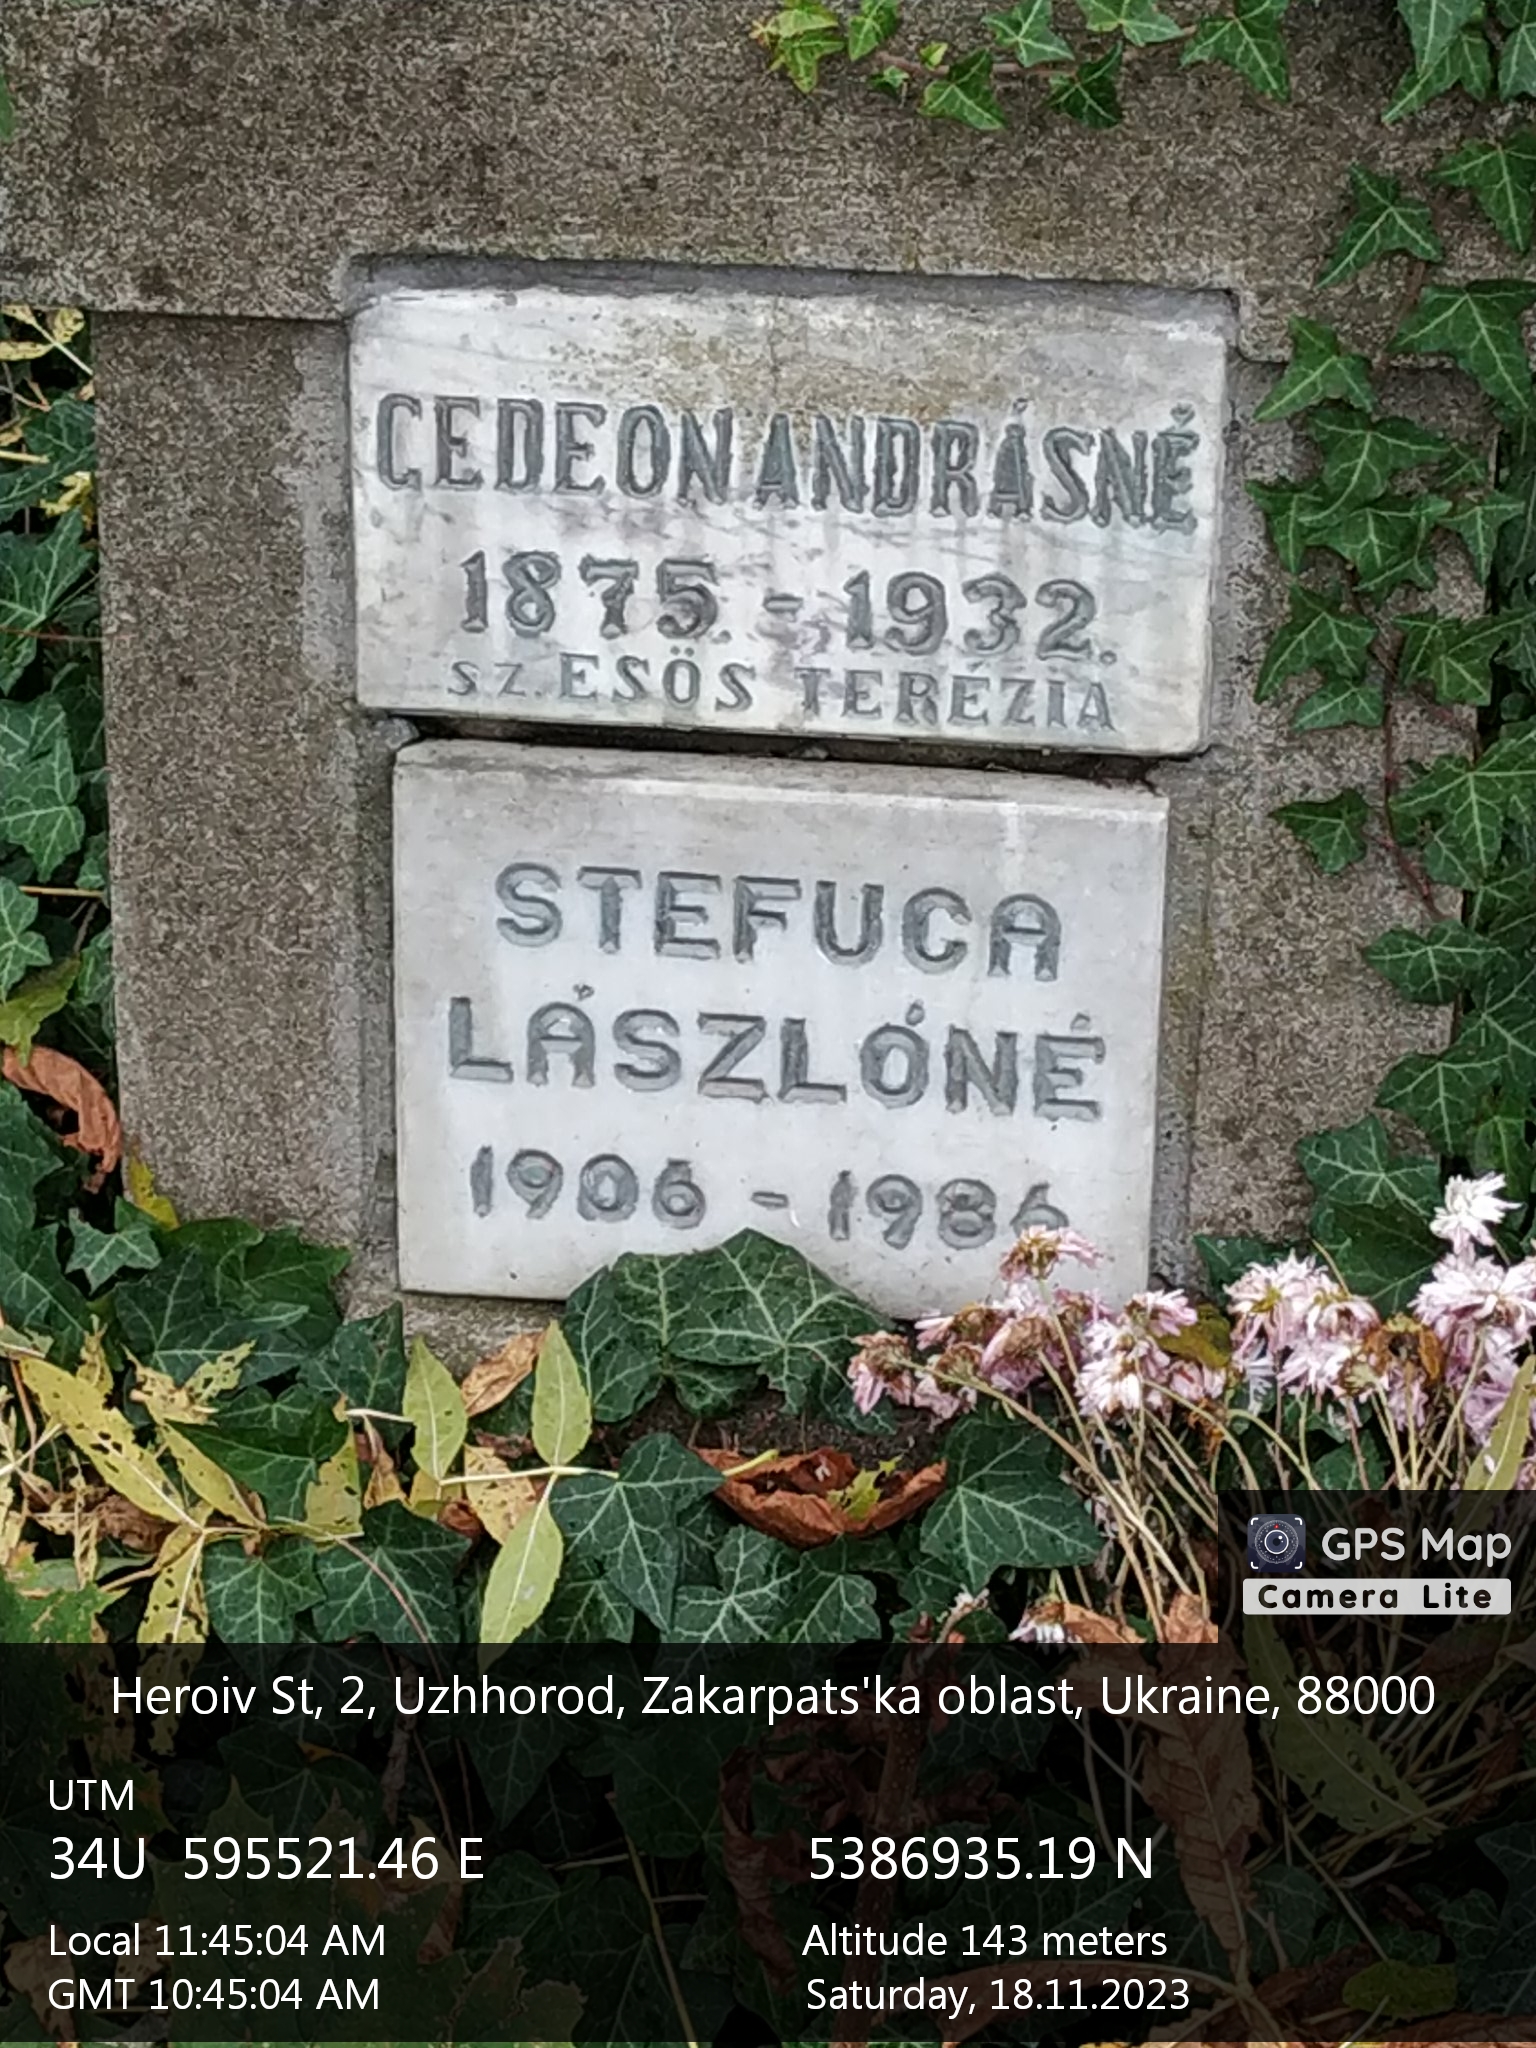 GEDEON ANDRÁSNÉ
1875. - 1932.
SZ. ESÖS TERÉZIA
STEFUCA
LÁSZLÓNÉ
1906 - 1986
GPS Map
Camera Lite
Heroiv St, 2, Uzhhorod, Zakarpats'ka oblast, Ukraine, 88000
UTM
34U 595521.46 E 5386935.19 N
Local 11:45:04 AM Altitude 143 meters
GMT 10:45:04 AM Saturday, 18.11.2023